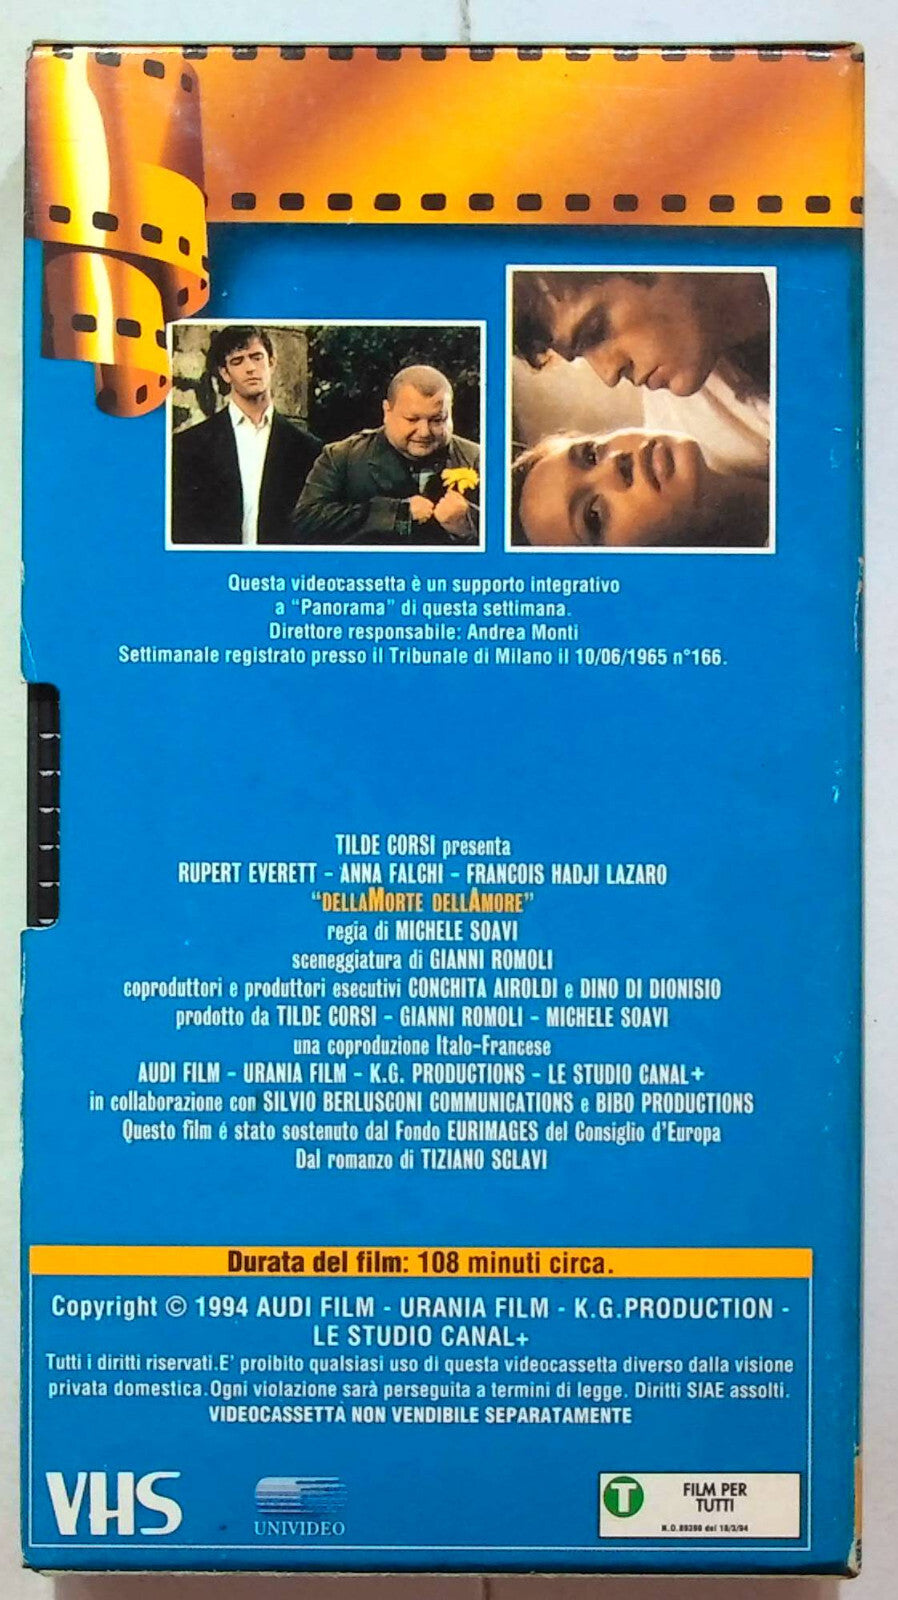 Questa videocassetta è un supporto integrativo
a "Panorama" di questa settimana.
Direttore responsabile: Andrea Monti
Settimanale registrato presso il Tribunale di Milano il 10/06/1965 n°166.
TILDE CORSI presenta
RUPERT EVERETT - ANNA FALCHI - FRANCOIS HADJI LAZARO
"DELLAMORTE DELLAMORE"
regia di MICHELE SOAVI
sceneggiatura di GIANNI ROMOLI
coproduttori e produttori esecutivi CONCHITA AIROLDI e DINO DI DIONISIO
prodotto da TILDE CORSI - GIANNI ROMOLI - MICHELE SOAVI
una coproduzione Italo-Francese
AUDI FILM - URANIA FILM - K.G. PRODUCTIONS - LE STUDIO CANAL+
in collaborazione con SILVIO BERLUSCONI COMMUNICATIONS e BIBO PRODUCTIONS
Questo film é stato sostenuto dal Fondo EURIMAGES del Consiglio d'Europa
Dal romanzo di TIZIANO SCLAVI
Durata del film: 108 minuti circa.
Copyright © 1994 AUDI FILM - URANIA FILM - K.G.PRODUCTION -
LE STUDIO CANAL+
Tutti i diritti riservati.E' proibito qualsiasi uso di questa videocassetta diverso dalla visione
privata domestica.Ogni violazione sarà perseguita a termini di legge. Diritti SIAE assolti.
VIDEOCASSETTA NON VENDIBILE SEPARATAMENTE
VHS
UNIVIDEO
T
FILM PER
TUTTI
N.O. del 18/3/94